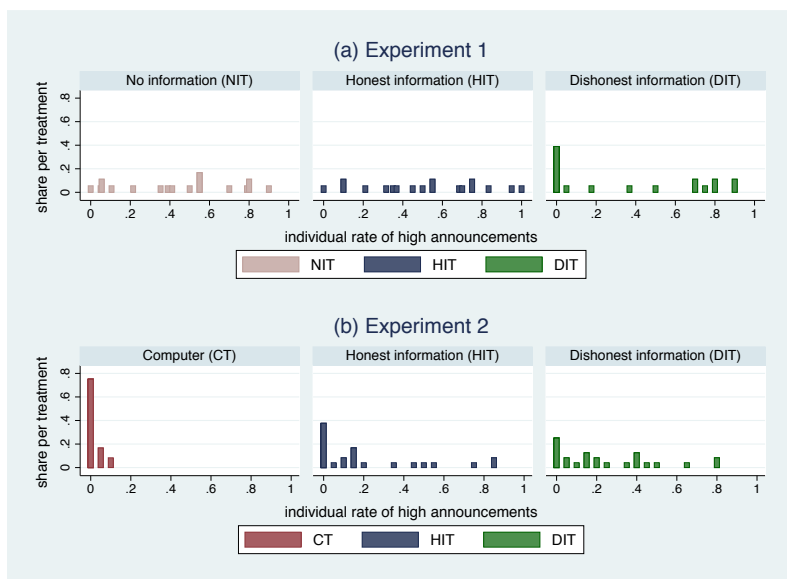 (a) Experiment 1
No information (NIT)
Honest information (HIT)
Dishonest information (DIT)
share per treatment
0 .2 .4 .6 .8
0 .2 .4 .6 .8 1
0 .2 .4 .6 .8 1
0 .2 .4 .6 .8 1
individual rate of high announcements
NIT HIT DIT
(b) Experiment 2
Computer (CT)
Honest information (HIT)
Dishonest information (DIT)
share per treatment
0 .2 .4 .6 .8
0 .2 .4 .6 .8 1
0 .2 .4 .6 .8 1
0 .2 .4 .6 .8 1
individual rate of high announcements
CT HIT DIT